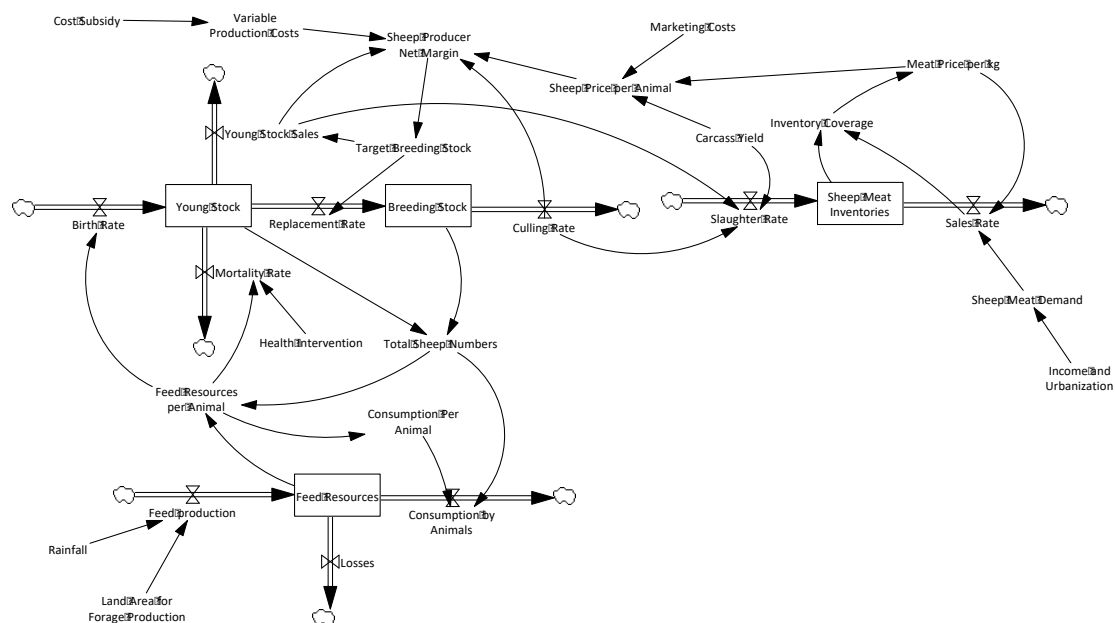 Cost Subsidy
Variable
Production Costs
Sheep Producer
Net Margin
Marketing Costs
Meat Price per kg
Sheep Price per Animal
Inventory Coverage
Carcass Yield
Young Stock Sales
Target Breeding Stock
Young Stock
Breeding Stock
Sheep Meat
Inventories
Birth Rate
Replacement Rate
Culling Rate
Slaughter Rate
Sales Rate
Mortality Rate
Sheep Meat Demand
Health Intervention
Total Sheep Numbers
Income and
Urbanization
Feed Resources
per Animal
Consumption Per
Animal
Feed Resources
Feed production
Consumption by
Animals
Rainfall
Losses
Land Area for
Forage Production